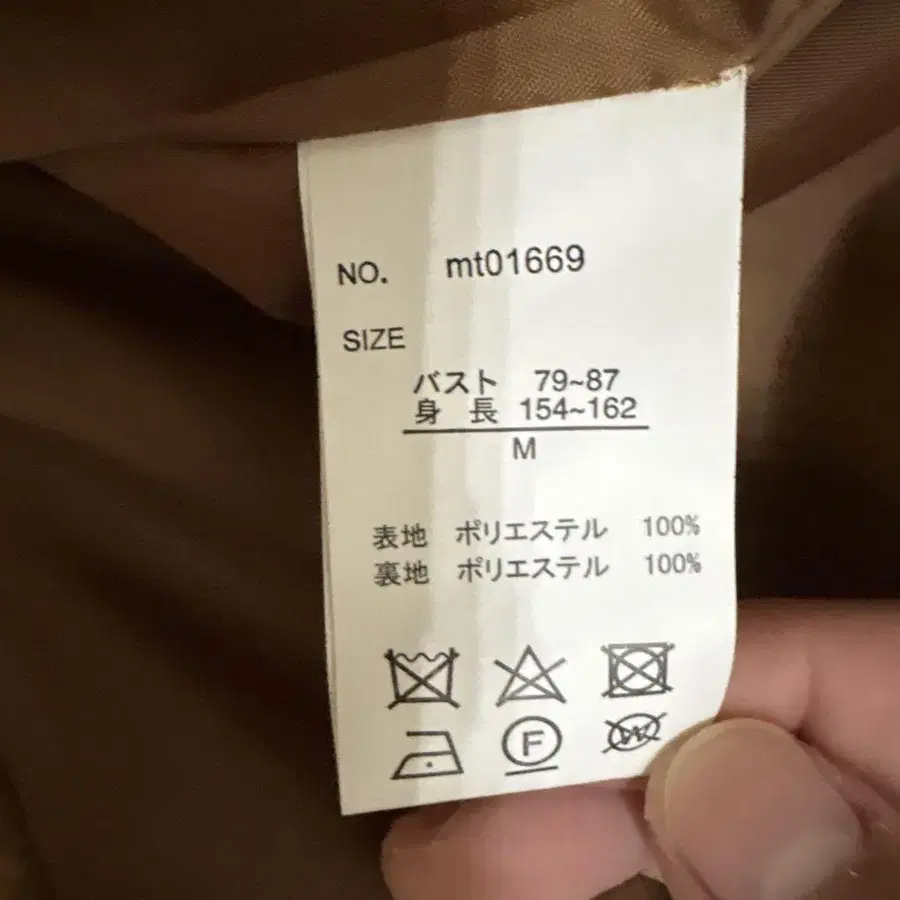 NO. mt01669
SIZE
バスト 79~87
身 長 154~162
M
表地 ポリエステル 100%
裏地 ポリエステル 100%
F